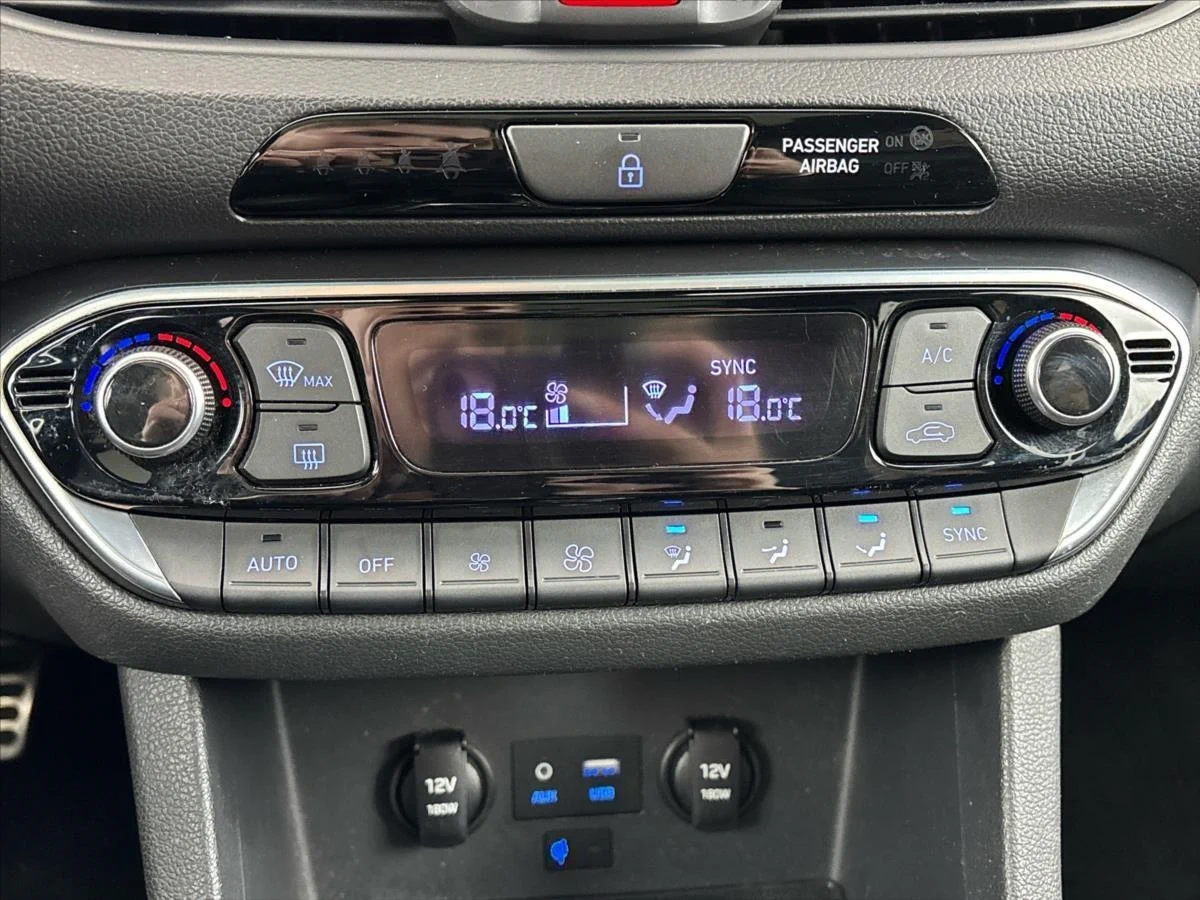 PASSENGER ON
AIRBAG OFF
MAX
SYNC
A/C
18.0°C
18.0°C
AUTO
OFF
SYNC
12V
180W
AUX
USB
12V
180W